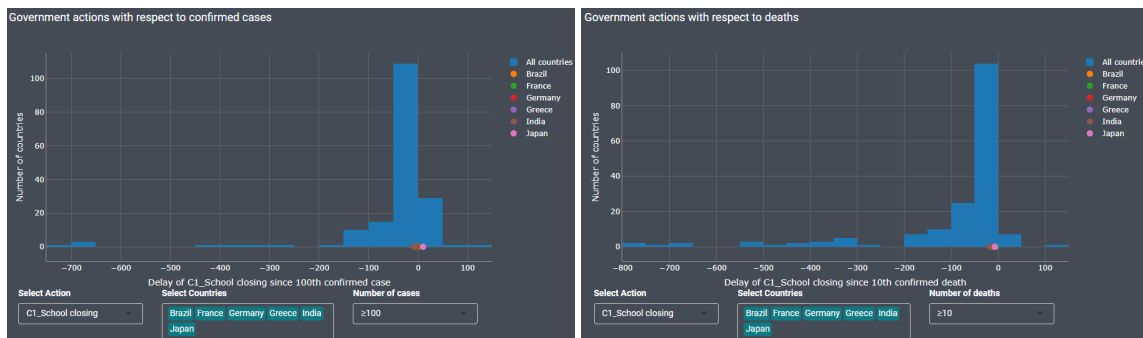 Government actions with respect to confirmed cases
All countries
Brazil
France
Germany
Greece
India
Japan
Number of countries
100
80
60
40
20
0
−700 −600 −500 −400 −300 −200 −100 0 100
Delay of C1_School closing since 100th confirmed case
Select Action Select Countries Number of cases
C1_School closing Brazil France Germany Greece India ≥100
Japan
Government actions with respect to deaths
All countries
Brazil
France
Germany
Greece
India
Japan
Number of countries
100
80
60
40
20
0
−800 −700 −600 −500 −400 −300 −200 −100 0 100
Delay of C1_School closing since 10th confirmed death
Select Action Select Countries Number of deaths
C1_School closing Brazil France Germany Greece India ≥10
Japan